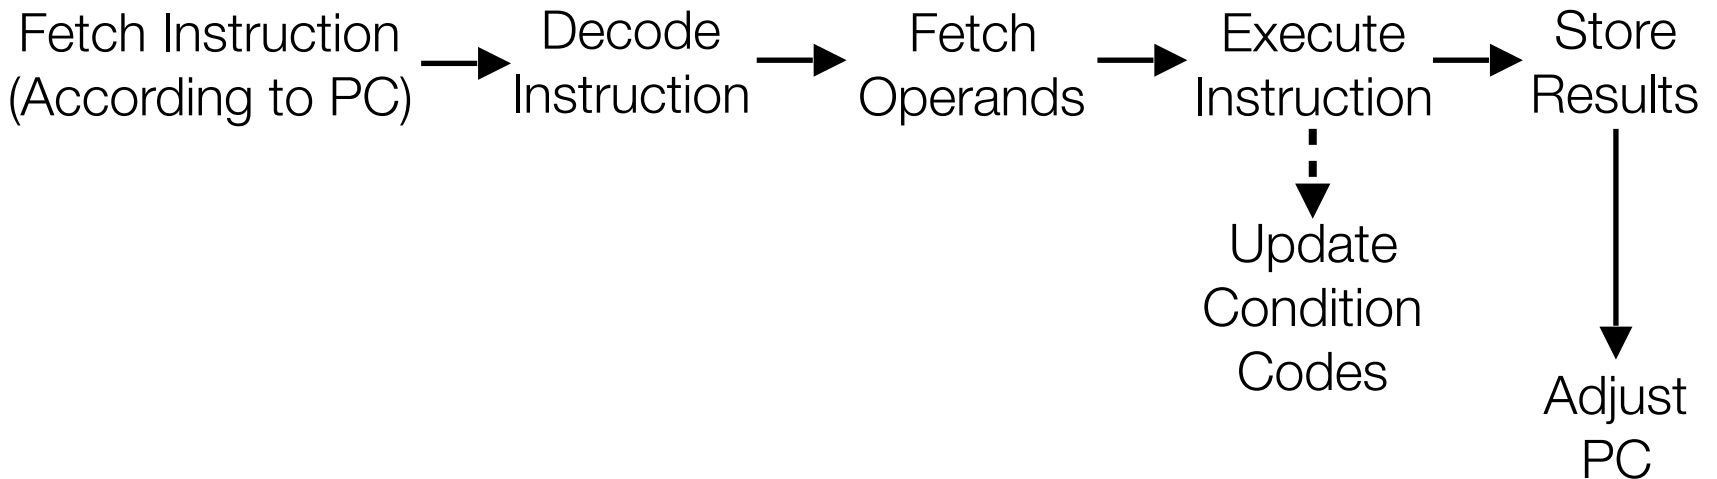 Fetch Instruction
(According to PC)
Decode
Instruction
Fetch
Operands
Execute
Instruction
Store
Results
Update
Condition
Codes
Adjust
PC